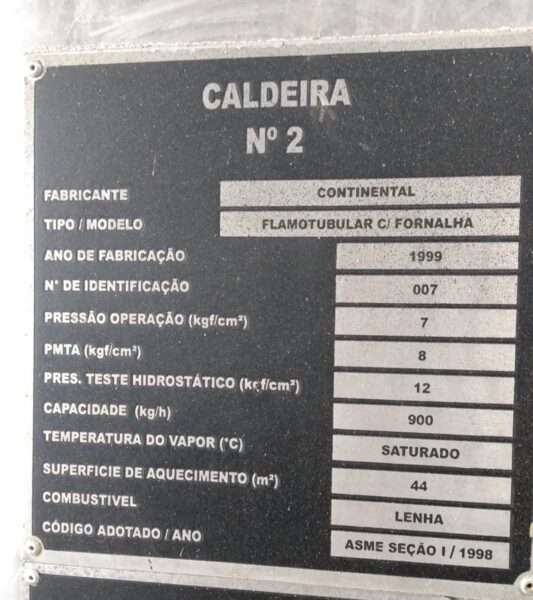 CALDEIRA
Nº 2
FABRICANTE CONTINENTAL
TIPO / MODELO FLAMOTUBULAR C/ FORNALHA
ANO DE FABRICAÇÃO 1999
N° DE IDENTIFICAÇÃO 007
PRESSÃO OPERAÇÃO (kgf/cm²) 7
PMTA (kgf/cm²) 8
PRES. TESTE HIDROSTÁTICO (kgf/cm²) 12
CAPACIDADE (kg/h) 900
TEMPERATURA DO VAPOR (°C) SATURADO
SUPERFICIE DE AQUECIMENTO (m²) 44
COMBUSTIVEL LENHA
CÓDIGO ADOTADO / ANO ASME SEÇÃO I / 1998